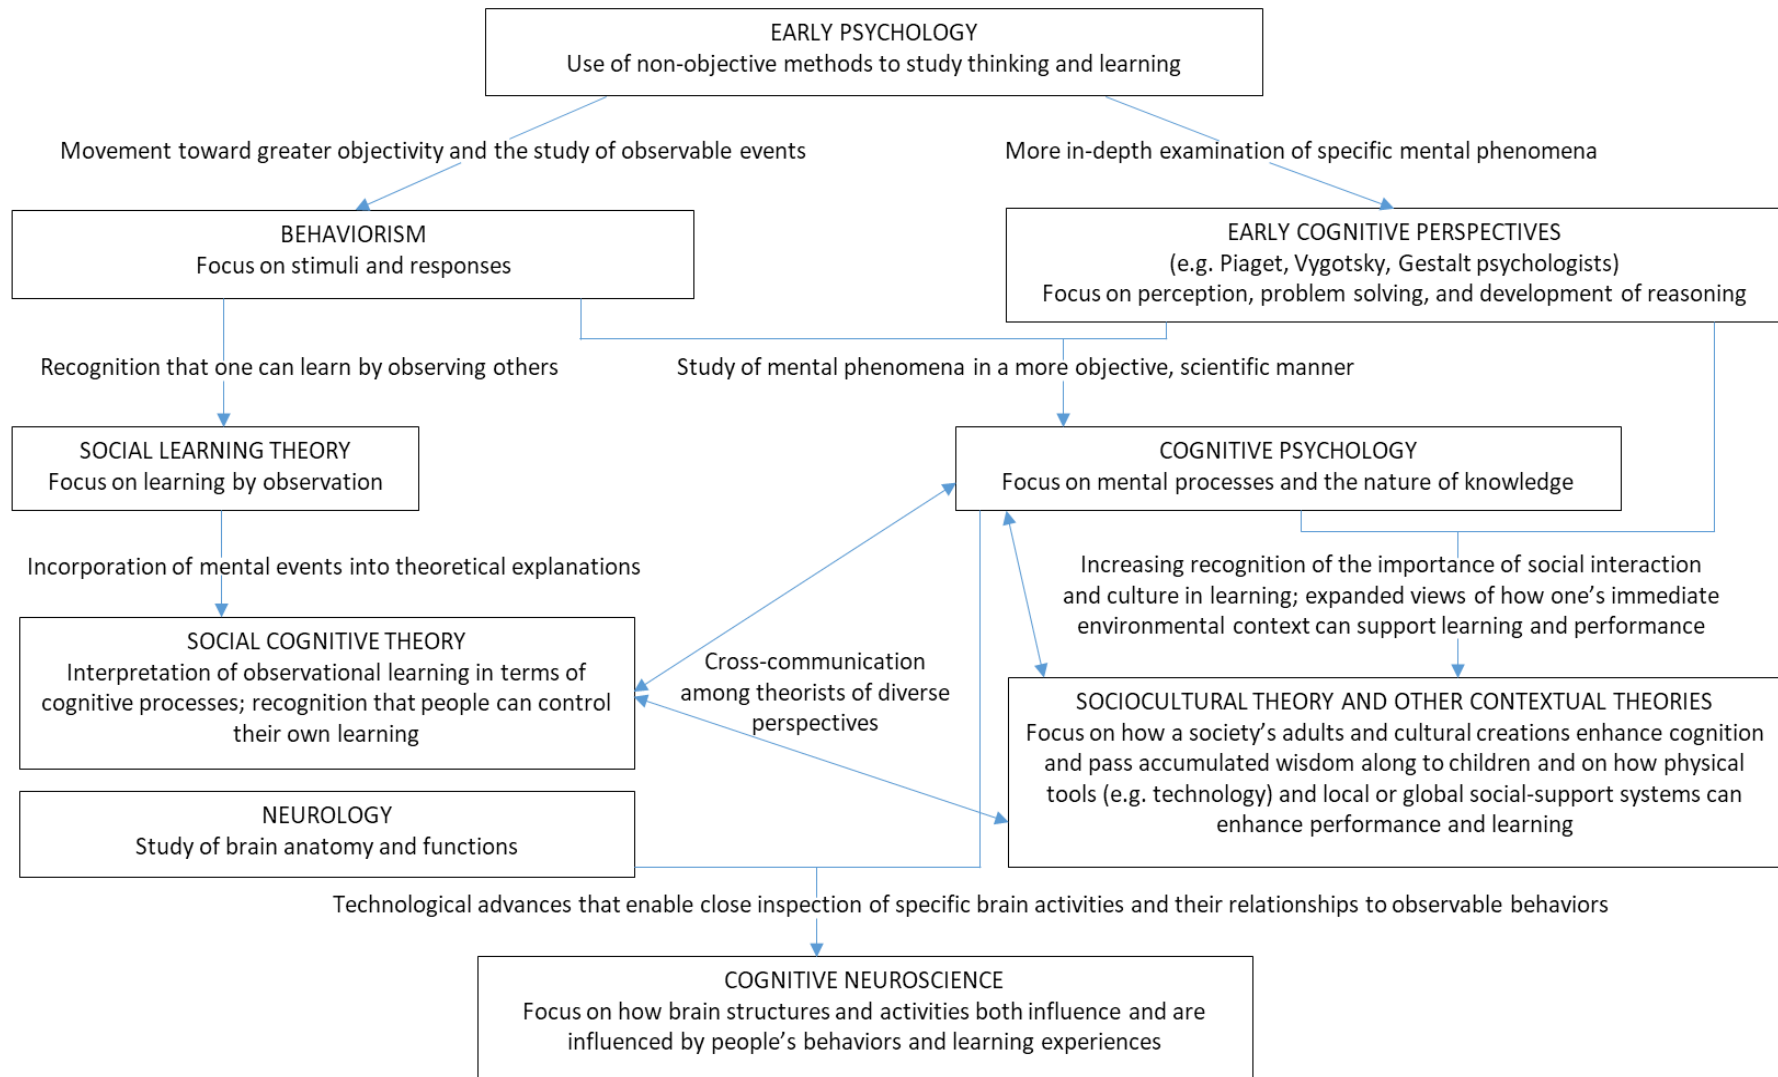 EARLY PSYCHOLOGY
Use of non-objective methods to study thinking and learning
Movement toward greater objectivity and the study of observable events
More in-depth examination of specific mental phenomena
BEHAVIORISM
Focus on stimuli and responses
EARLY COGNITIVE PERSPECTIVES
(e.g. Piaget, Vygotsky, Gestalt psychologists)
Focus on perception, problem solving, and development of reasoning
Recognition that one can learn by observing others
Study of mental phenomena in a more objective, scientific manner
SOCIAL LEARNING THEORY
Focus on learning by observation
COGNITIVE PSYCHOLOGY
Focus on mental processes and the nature of knowledge
Incorporation of mental events into theoretical explanations
Increasing recognition of the importance of social interaction
and culture in learning; expanded views of how one’s immediate
environmental context can support learning and performance
SOCIAL COGNITIVE THEORY
Interpretation of observational learning in terms of
cognitive processes; recognition that people can control
their own learning
Cross-communication
among theorists of diverse
perspectives
SOCIOCULTURAL THEORY AND OTHER CONTEXTUAL THEORIES
Focus on how a society’s adults and cultural creations enhance cognition
and pass accumulated wisdom along to children and on how physical
tools (e.g. technology) and local or global social-support systems can
enhance performance and learning
NEUROLOGY
Study of brain anatomy and functions
Technological advances that enable close inspection of specific brain activities and their relationships to observable behaviors
COGNITIVE NEUROSCIENCE
Focus on how brain structures and activities both influence and are
influenced by people’s behaviors and learning experiences